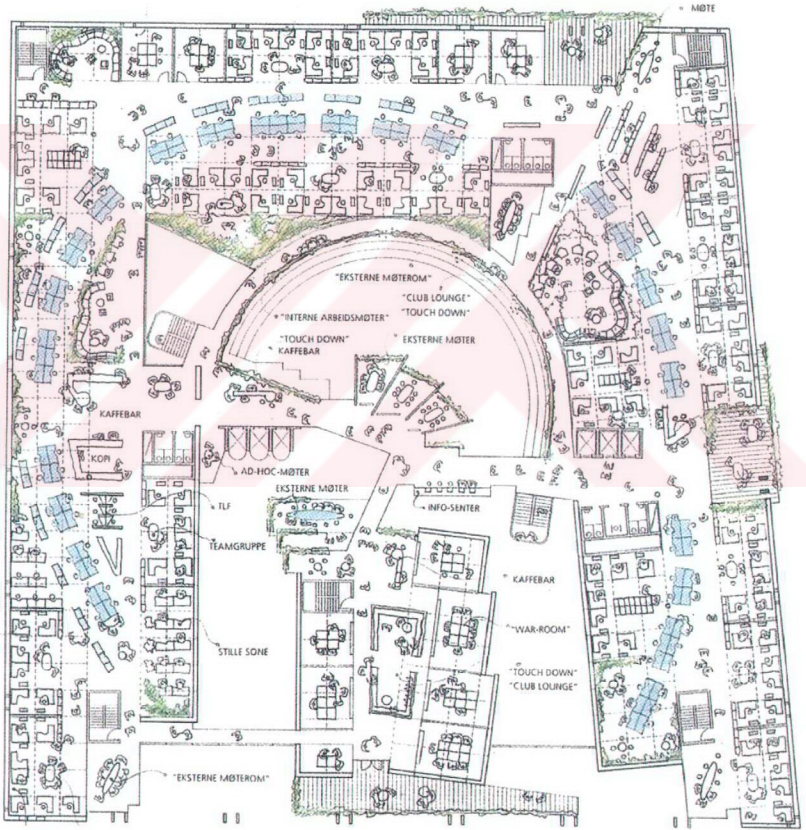 MØTE
"EKSTERNE MØTEROM"
"CLUB LOUNGE"
"TOUCH DOWN"
"INTERNE ARBEIDSMØTER"
"TOUCH DOWN"
KAFFEBAR
EKSTERNE MØTER
KAFFEBAR
KOPI
AD-HOC-MØTER
EKSTERNE MØTER
TLF
INFO-SENTER
TEAMGRUPPE
KAFFEBAR
"WAR-ROOM"
STILLE SONE
"TOUCH DOWN"
"CLUB LOUNGE"
"EKSTERNE MØTEROM"